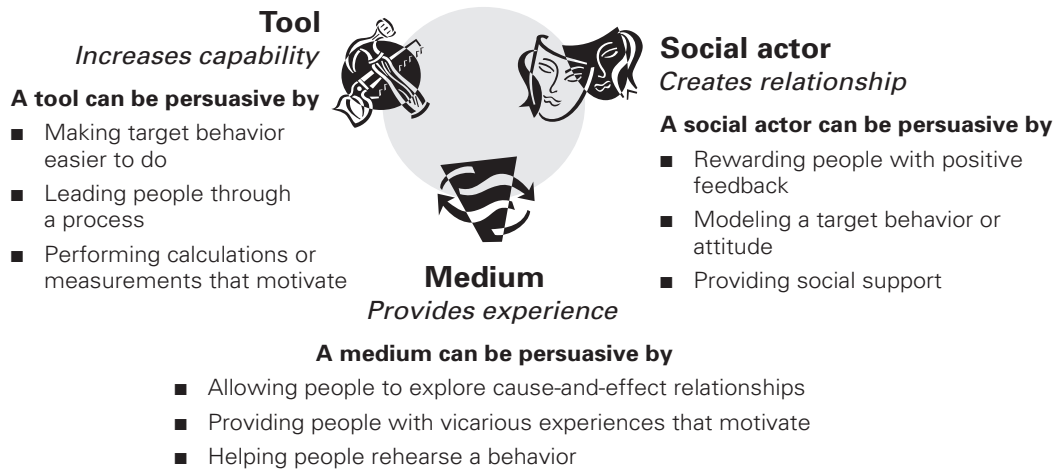 Tool
Increases capability
A tool can be persuasive by
■ Making target behavior
easier to do
■ Leading people through
a process
■ Performing calculations or
measurements that motivate
Social actor
Creates relationship
A social actor can be persuasive by
■ Rewarding people with positive
feedback
■ Modeling a target behavior or
attitude
■ Providing social support
Medium
Provides experience
A medium can be persuasive by
■ Allowing people to explore cause-and-effect relationships
■ Providing people with vicarious experiences that motivate
■ Helping people rehearse a behavior